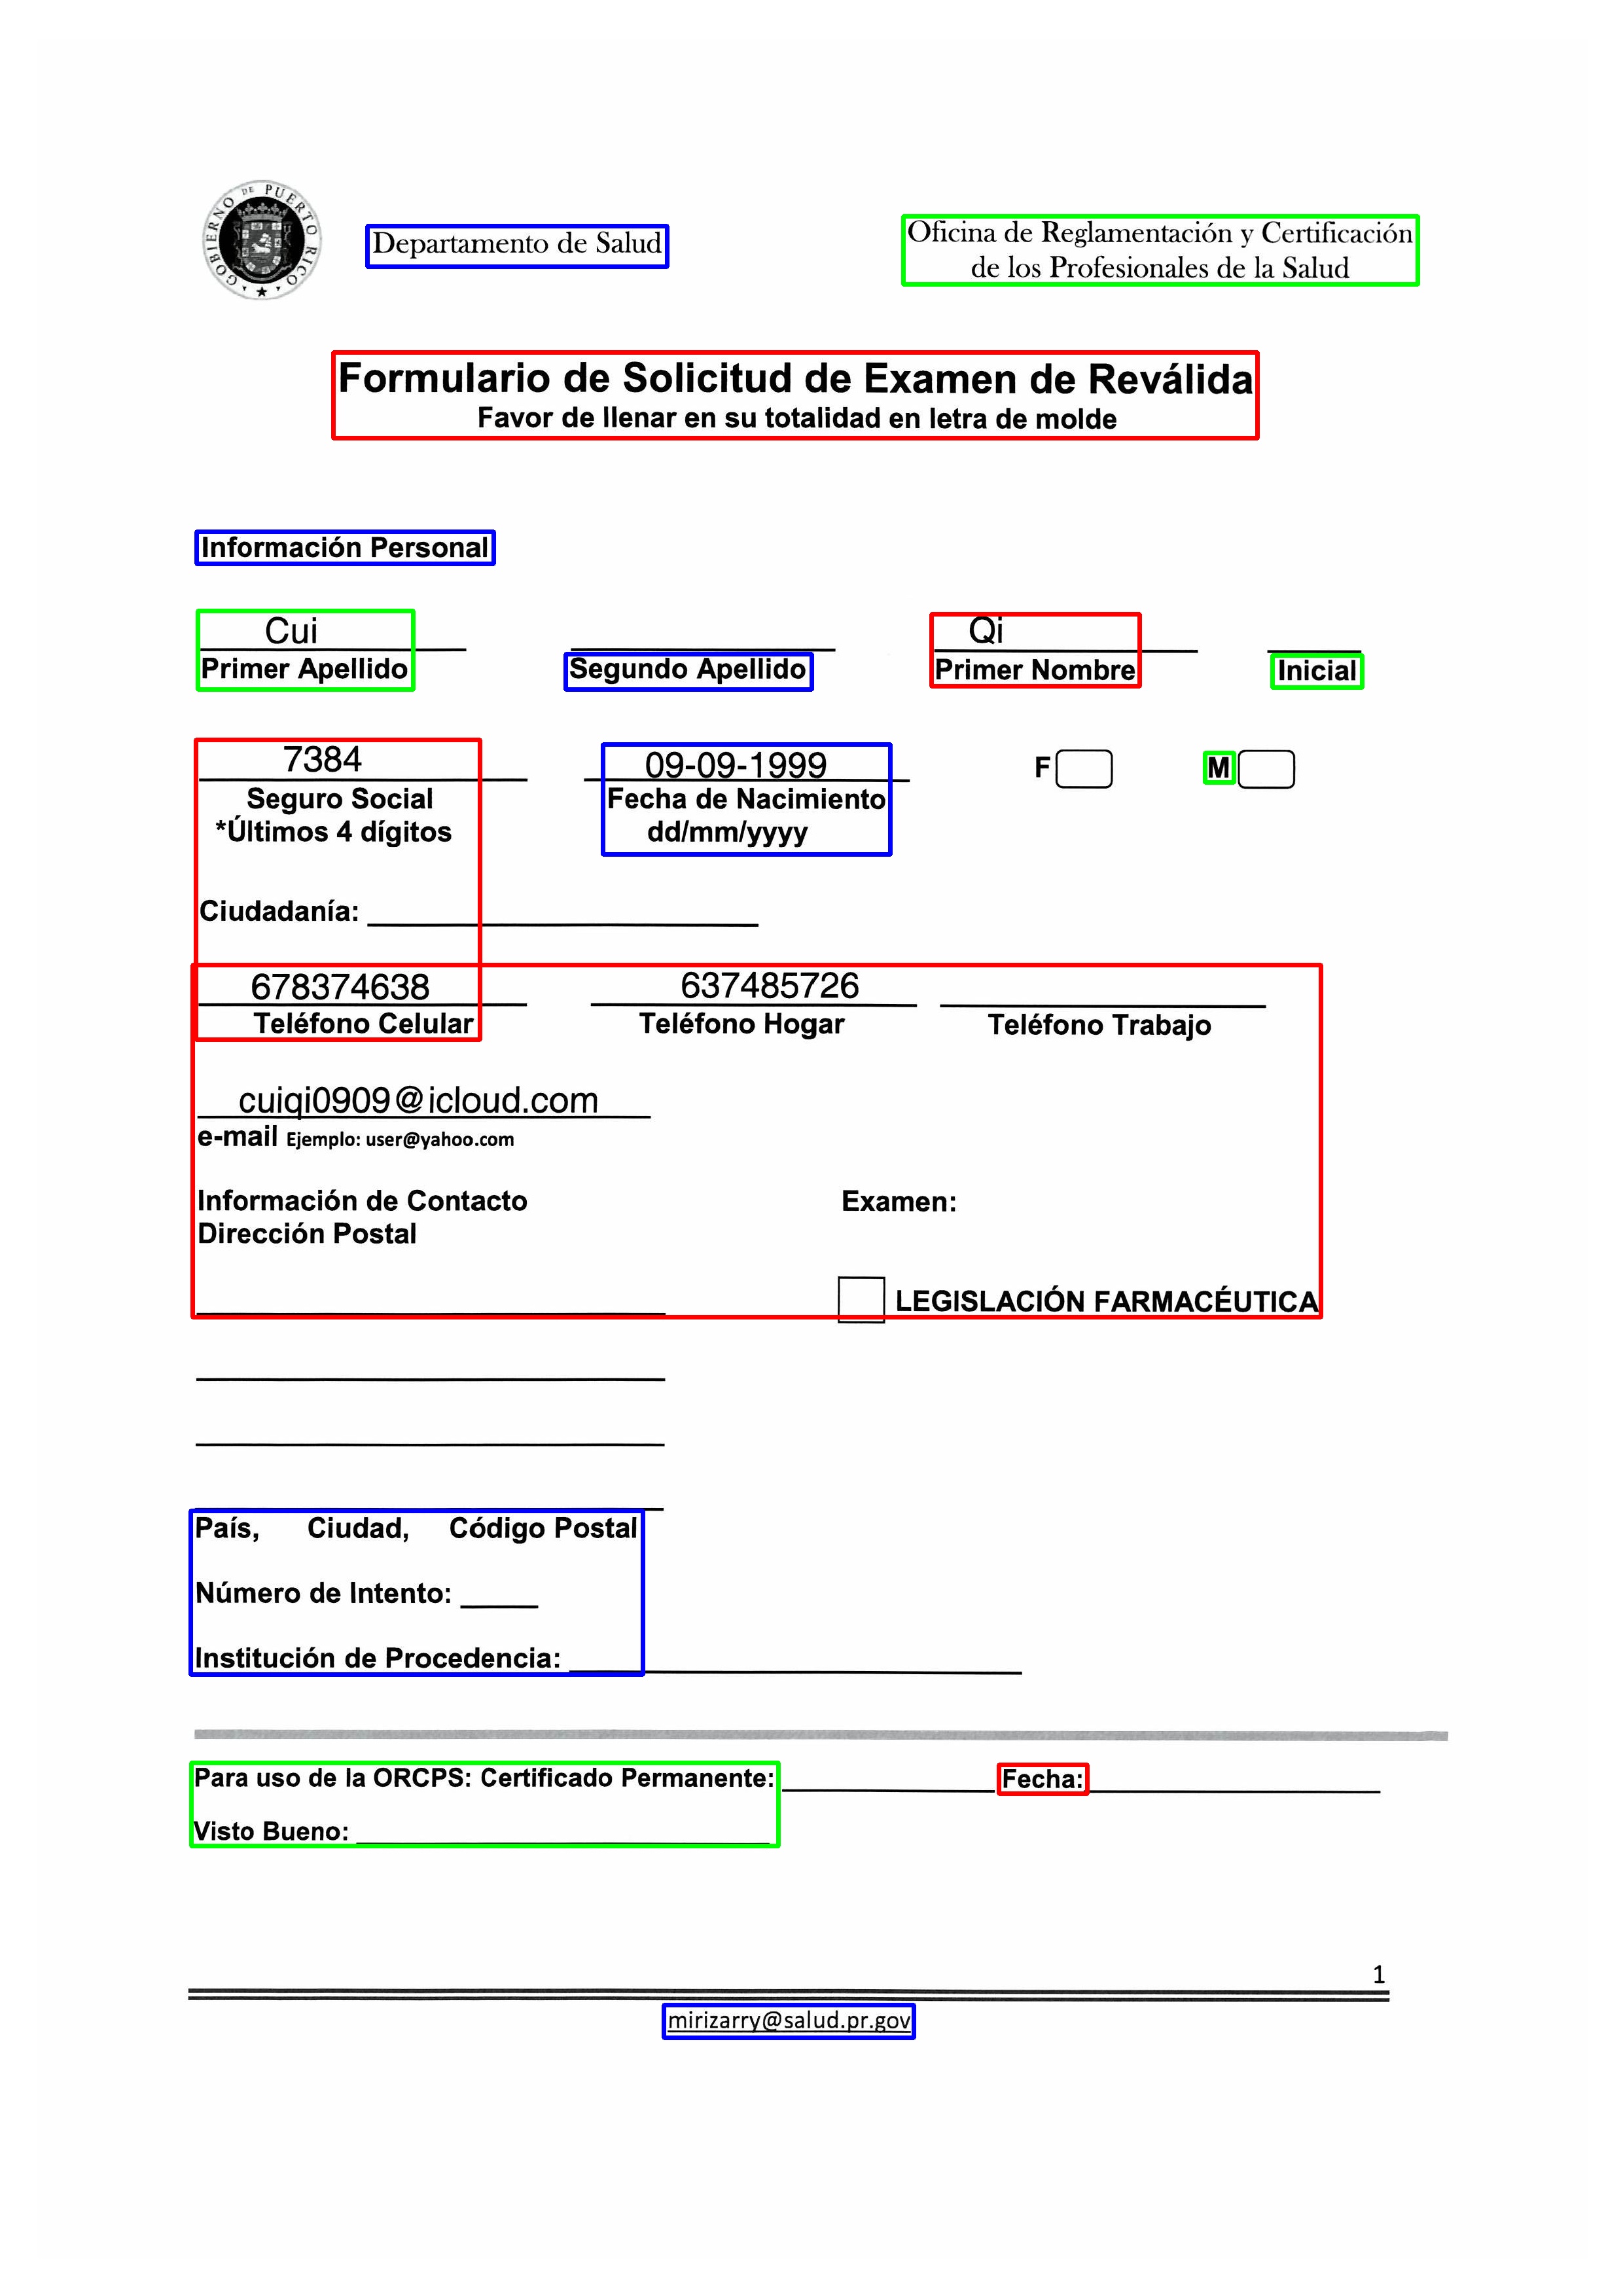 GOBIERNO DE PUERTO RICO
Departamento de Salud
Oficina de Reglamentación y Certificación
de los Profesionales de la Salud
Formulario de Solicitud de Examen de Reválida
Favor de llenar en su totalidad en letra de molde
Información Personal
Cui Qi
Primer Apellido Segundo Apellido Primer Nombre Inicial
7384 09-09-1999 F M
Seguro Social Fecha de Nacimiento
*Últimos 4 dígitos dd/mm/yyyy
Ciudadanía:
678374638 637485726
Teléfono Celular Teléfono Hogar Teléfono Trabajo
cuiqi0909@icloud.com
e-mail Ejemplo: user@yahoo.com
Información de Contacto Examen:
Dirección Postal
LEGISLACIÓN FARMACÉUTICA
País, Ciudad, Código Postal
Número de Intento:
Institución de Procedencia:
Para uso de la ORCPS: Certificado Permanente: Fecha:
Visto Bueno:
1
mirizarry@salud.pr.gov